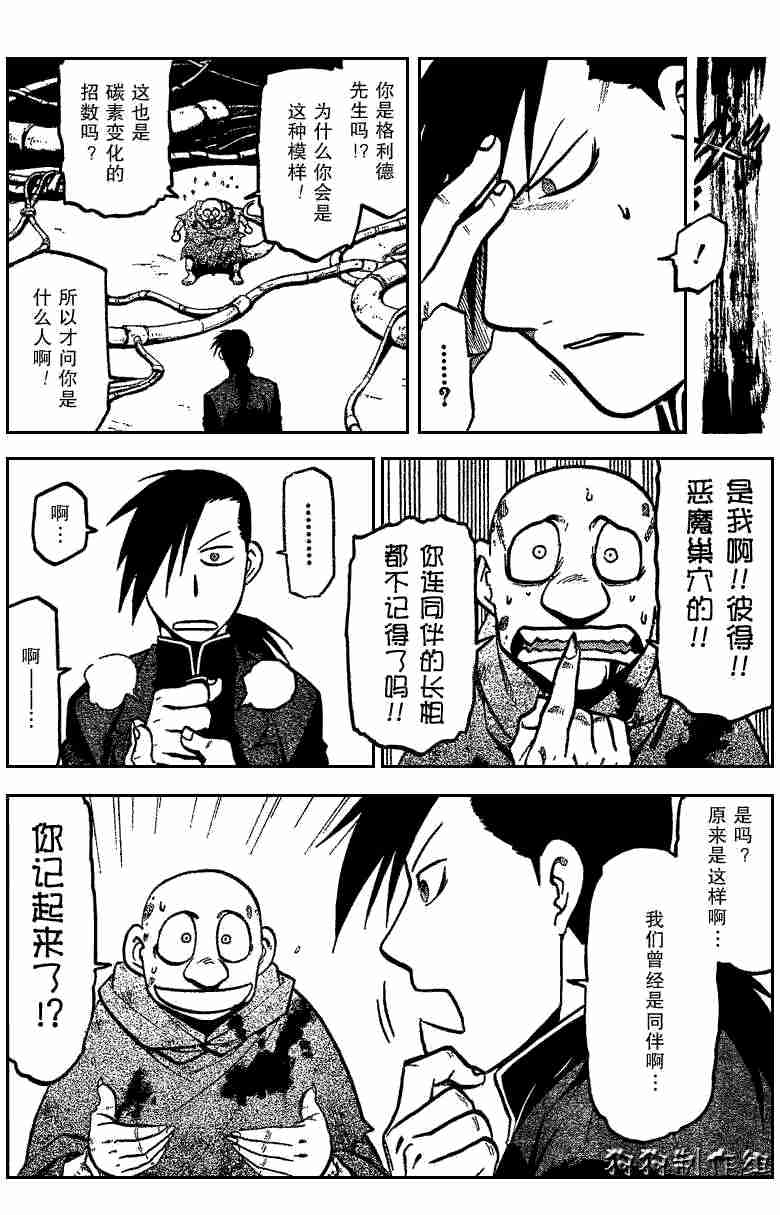 ！
……？
你是格利德
先生吗！？
为什么你会是
这种模样！
这也是
碳素变化的
招数吗？
所以才问你是
什么人啊！
是我啊！！彼得！！
恶魔巢穴的！！
你连同伴的长相
都不记得了吗！！
………
啊…
啊——…
是吗？
原来是这样啊…
我们曾经是同伴啊…
你记起来了！？
狗狗制作组